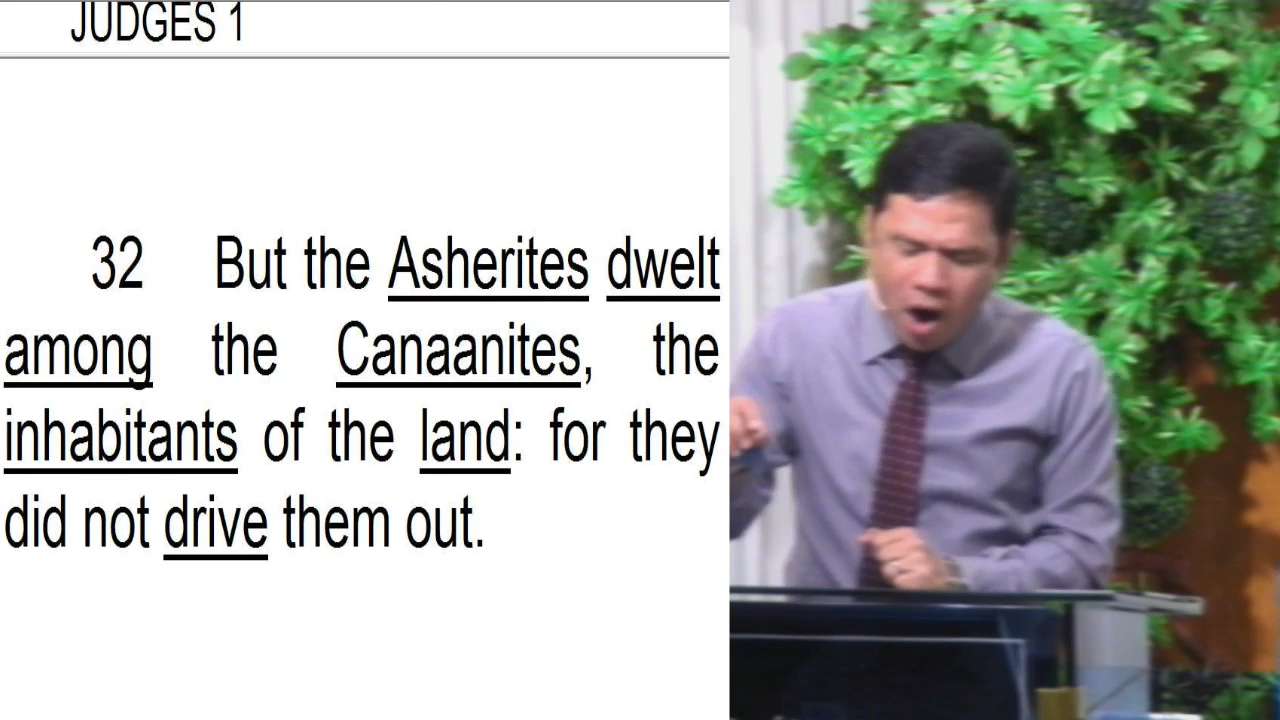 JUDGES 1
32 But the Asherites dwelt
among the Canaanites, the
inhabitants of the land: for they
did not drive them out.